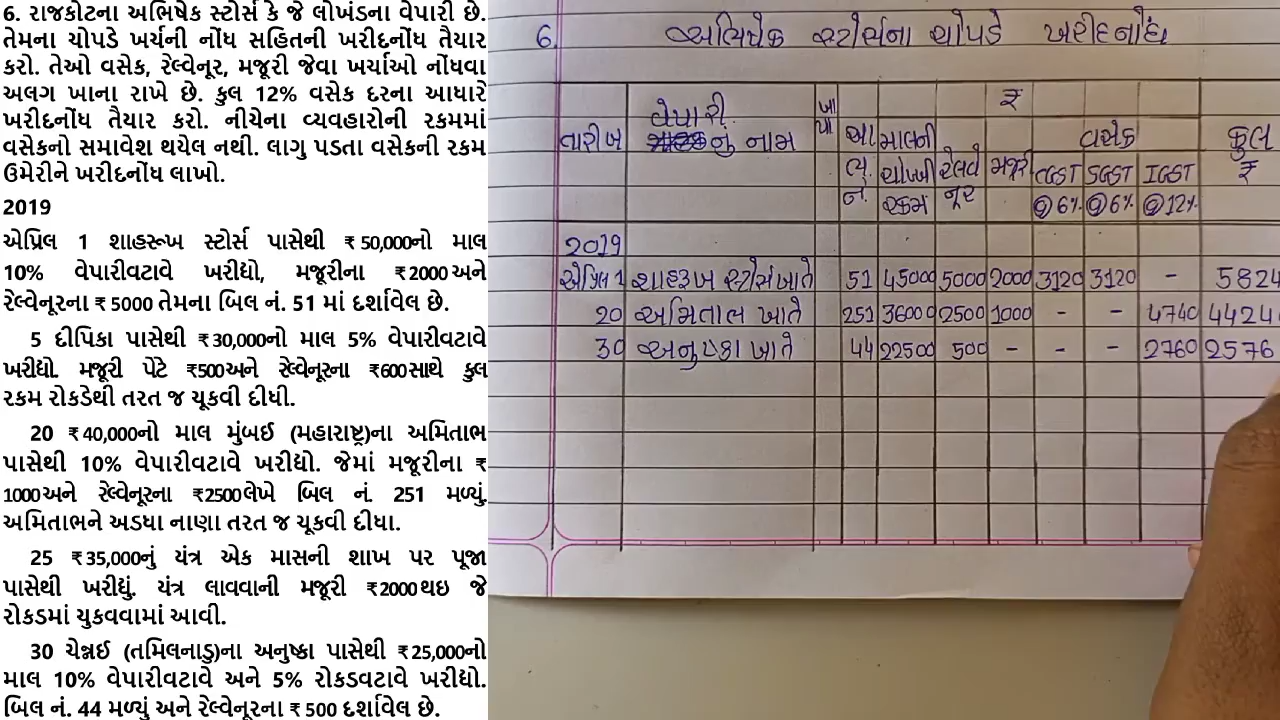 6. રાજકોટના અભિષેક સ્ટોર્સ કે જે લોખંડના વેપારી છે.
તેમના ચોપડે ખર્ચની નોંધ સહિતની ખરીદનોંધ તૈયાર
કરો. તેઓ વસેક, રેલ્વેનૂર, મજૂરી જેવા ખર્ચાઓ નોંધવા
અલગ ખાના રાખે છે. કુલ 12% વસેક દરના આધારે
ખરીદનોંધ તૈયાર કરો. નીચેના વ્યવહારોની રકમમાં
વસેકનો સમાવેશ થયેલ નથી. લાગુ પડતા વસેકની રકમ
ઉમેરીને ખરીદનોંધ લખો.
2019
એપ્રિલ 1 શાહરૂખ સ્ટોર્સ પાસેથી ₹ 50,000નો માલ
10% વેપારીવટાવે ખરીદ્યો, મજૂરીના ₹2000 અને
રેલ્વેનૂરના ₹ 5000 તેમના બિલ નં. 51 માં દર્શાવેલ છે.
5 દીપિકા પાસેથી ₹30,000નો માલ 5% વેપારીવટાવે
ખરીદ્યો. મજૂરી પેટે ₹500અને રેલ્વેનૂરના ₹600સાથે કુલ
રકમ રોકડેથી તરત જ ચૂકવી દીધી.
20 ₹40,000નો માલ મુંબઈ (મહારાષ્ટ્ર)ના અમિતાભ
પાસેથી 10% વેપારીવટાવે ખરીદ્યો. જેમાં મજૂરીના ₹
1000અને રેલ્વેનૂરના ₹2500લેખે બિલ નં. 251 મળ્યું.
અમિતાભને અડધા નાણા તરત જ ચૂકવી દીધા.
25 ₹35,000નું યંત્ર એક માસની શાખ પર પૂજા
પાસેથી ખરીદ્યું. યંત્ર લાવવાની મજૂરી ₹2000થઇ જે
રોકડમાં ચુકવવામાં આવી.
30 ચેન્નઈ (તમિલનાડુ)ના અનુષ્કા પાસેથી ₹25,000નો
માલ 10% વેપારીવટાવે અને 5% રોકડવટાવે ખરીદ્યો.
બિલ નં. 44 મળ્યું અને રેલ્વેનૂરના ₹ 500 દર્શાવેલ છે.
6. અભિષેક સ્ટોર્સના ચોપડે ખરીદનોંધ
₹
તારીખ વેપારીનું નામ ખા પા આ બ. નં. માલની ચોખ્ખી રકમ રેલવે નૂર મજૂરી વસેક કુલ ₹
CGST SGST IGST
@6% @6% @12%
2019
એપ્રિલ 1 શાહરૂખ સ્ટોર્સ ખાતે 51 45000 5000 2000 3120 3120 - 5824
20 અમિતાભ ખાતે 251 36000 2500 1000 - - 4740 4424
30 અનુષ્કા ખાતે 44 22500 500 - - - 2760 2576